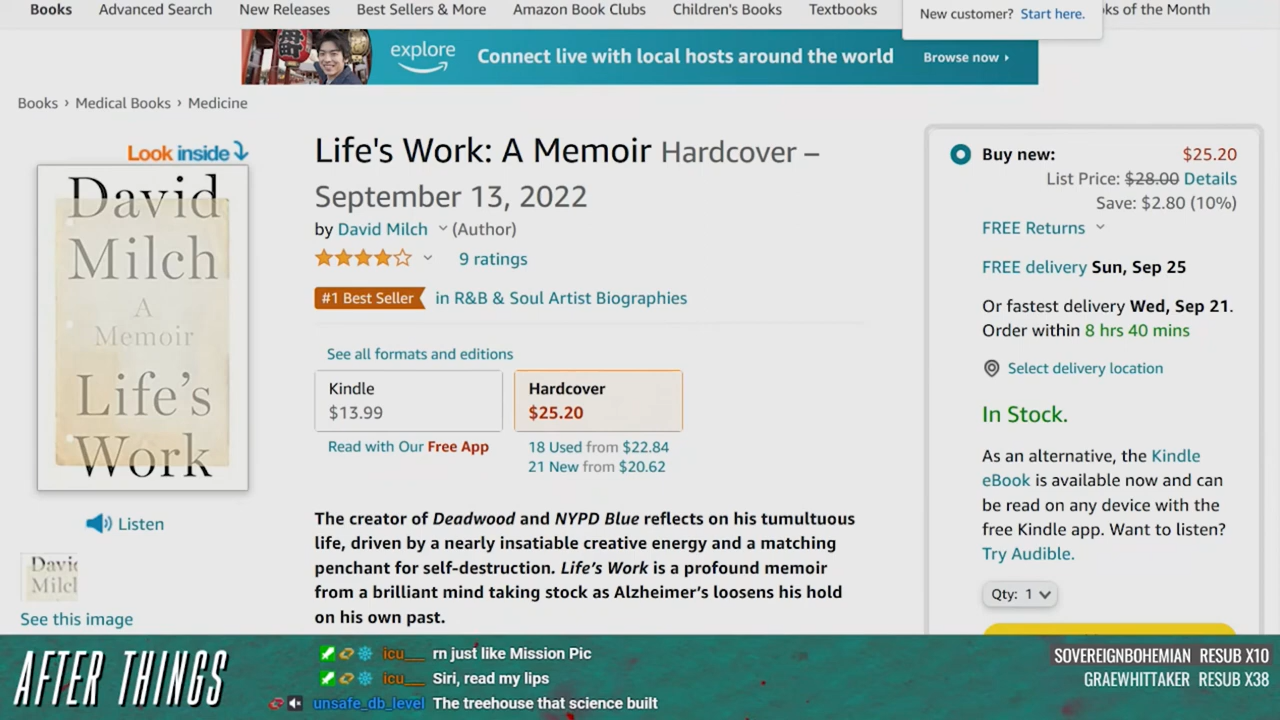 Books Advanced Search New Releases Best Sellers & More Amazon Book Clubs Children's Books Textbooks ks of the Month
New customer? Start here.
explore Connect live with local hosts around the world Browse now ›
Books › Medical Books › Medicine
Look inside
David
Milch
A
Memoir
Life's
Work
Listen
David
Milch
See this image
Life's Work: A Memoir Hardcover –
September 13, 2022
by David Milch (Author)
9 ratings
#1 Best Seller in R&B & Soul Artist Biographies
See all formats and editions
Kindle
$13.99
Hardcover
$25.20
Read with Our Free App
18 Used from $22.84
21 New from $20.62
The creator of Deadwood and NYPD Blue reflects on his tumultuous
life, driven by a nearly insatiable creative energy and a matching
penchant for self-destruction. Life's Work is a profound memoir
from a brilliant mind taking stock as Alzheimer's loosens his hold
on his own past.
Buy new: $25.20
List Price: $28.00 Details
Save: $2.80 (10%)
FREE Returns
FREE delivery Sun, Sep 25
Or fastest delivery Wed, Sep 21.
Order within 8 hrs 40 mins
Select delivery location
In Stock.
As an alternative, the Kindle
eBook is available now and can
be read on any device with the
free Kindle app. Want to listen?
Try Audible.
Qty: 1
AFTER THINGS
icu___ rn just like Mission Pic
icu___ Siri, read my lips
unsafe_db_level The treehouse that science built
SOVEREIGNBOHEMIAN RESUB X10
GRAEWHITTAKER RESUB X38